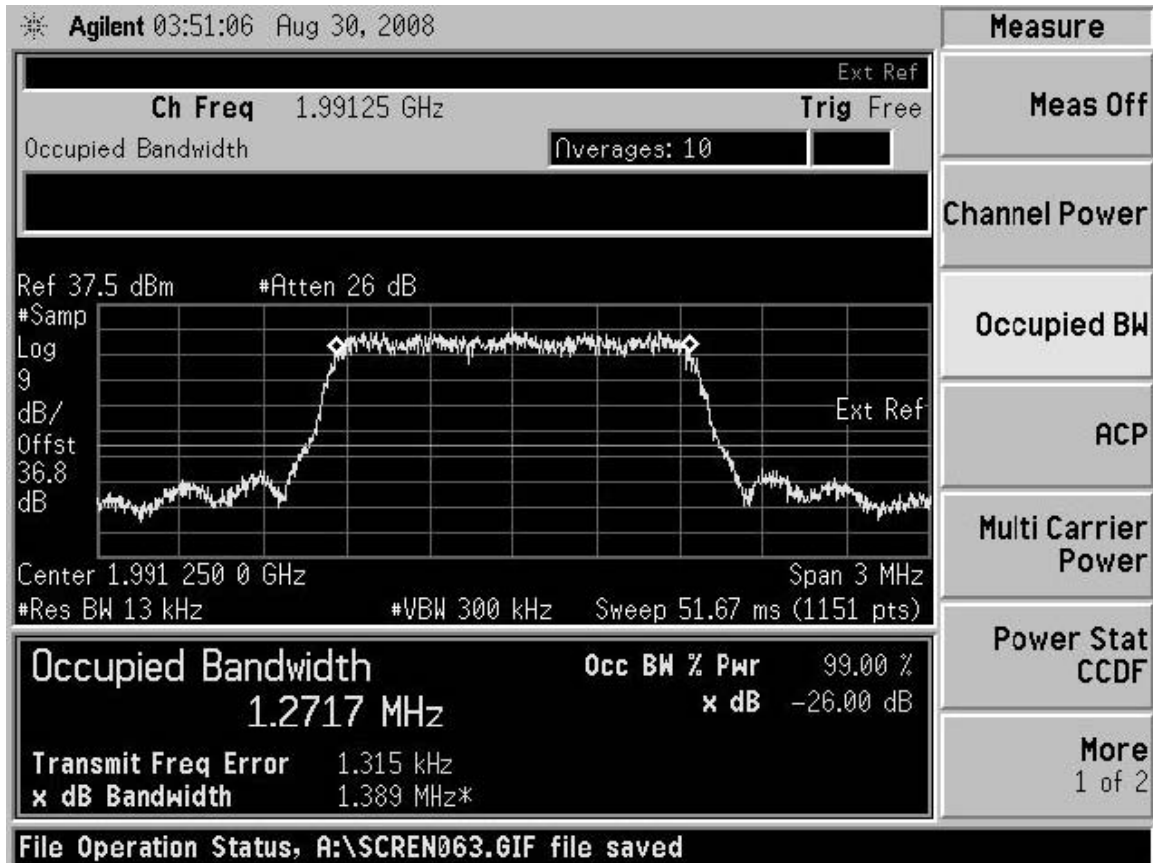 Agilent 03:51:06 Aug 30, 2008
Measure
Ext Ref
Ch Freq 1.99125 GHz Trig Free
Occupied Bandwidth Averages: 10
Ref 37.5 dBm #Atten 26 dB
#Samp
Log
9
dB/
Offst
36.8
dB
Ext Ref
Center 1.991 250 0 GHz Span 3 MHz
#Res BW 13 kHz #VBW 300 kHz Sweep 51.67 ms (1151 pts)
Occupied Bandwidth Occ BW % Pwr 99.00 %
1.2717 MHz x dB -26.00 dB
Transmit Freq Error 1.315 kHz
x dB Bandwidth 1.389 MHz*
Meas Off
Channel Power
Occupied BW
ACP
Multi Carrier
Power
Power Stat
CCDF
More
1 of 2
File Operation Status, A:\SCREN063.GIF file saved